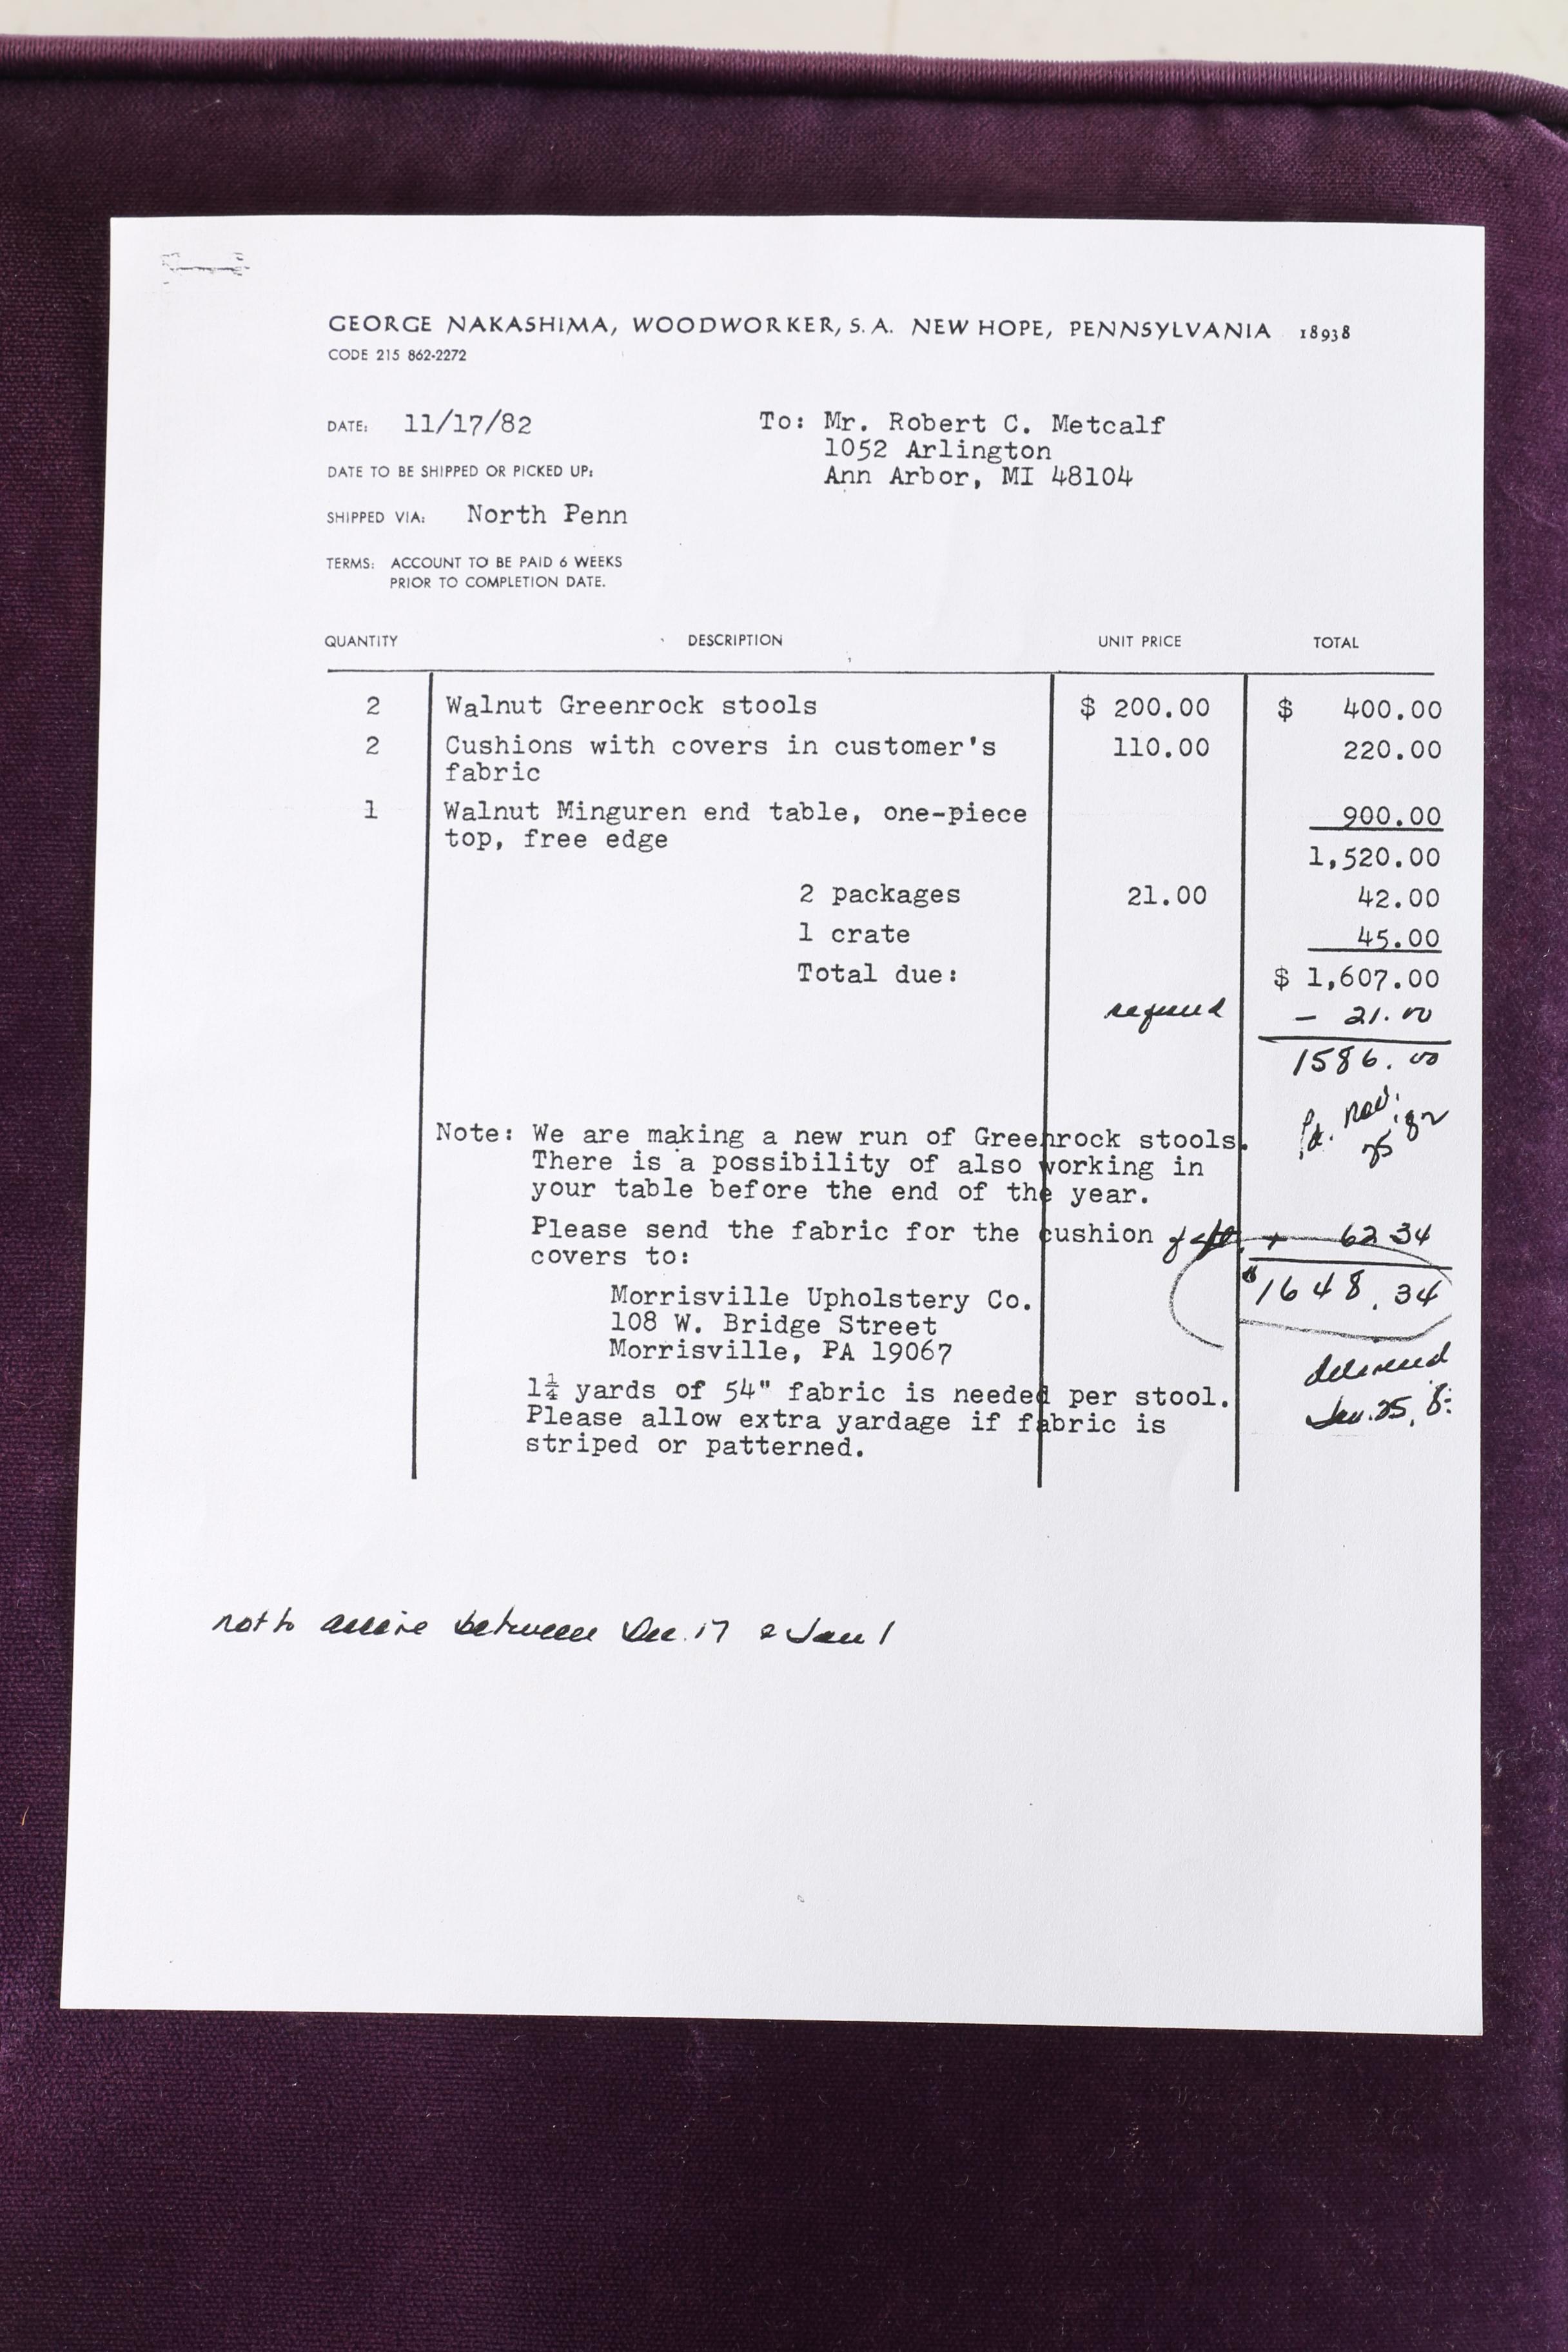 GEORGE NAKASHIMA, WOODWORKER, S. A. NEW HOPE, PENNSYLVANIA 18938
CODE 215 862-2272
DATE: 11/17/82
To: Mr. Robert C. Metcalf
1052 Arlington
Ann Arbor, MI 48104
DATE TO BE SHIPPED OR PICKED UP:
SHIPPED VIA: North Penn
TERMS: ACCOUNT TO BE PAID 6 WEEKS
PRIOR TO COMPLETION DATE.
QUANTITY DESCRIPTION UNIT PRICE TOTAL
2 Walnut Greenrock stools $ 200.00 $ 400.00
2 Cushions with covers in customer's 110.00 220.00
fabric
1 Walnut Minguren end table, one-piece 900.00
top, free edge
1,520.00
2 packages 21.00 42.00
1 crate 45.00
Total due: $ 1,607.00
refund - 21.00
1586.00
Pd. Nov.
Note: We are making a new run of Greenrock stools.
There is a possibility of also working in
your table before the end of the year.
Please send the fabric for the cushion
covers to:
+ 62.34
$1648.34
Morrisville Upholstery Co.
108 W. Bridge Street
Morrisville, PA 19067
delivered
Jan. 25, 8
1¼ yards of 54" fabric is needed per stool.
Please allow extra yardage if fabric is
striped or patterned.
not to arrive between Dec. 17 & Jan 1